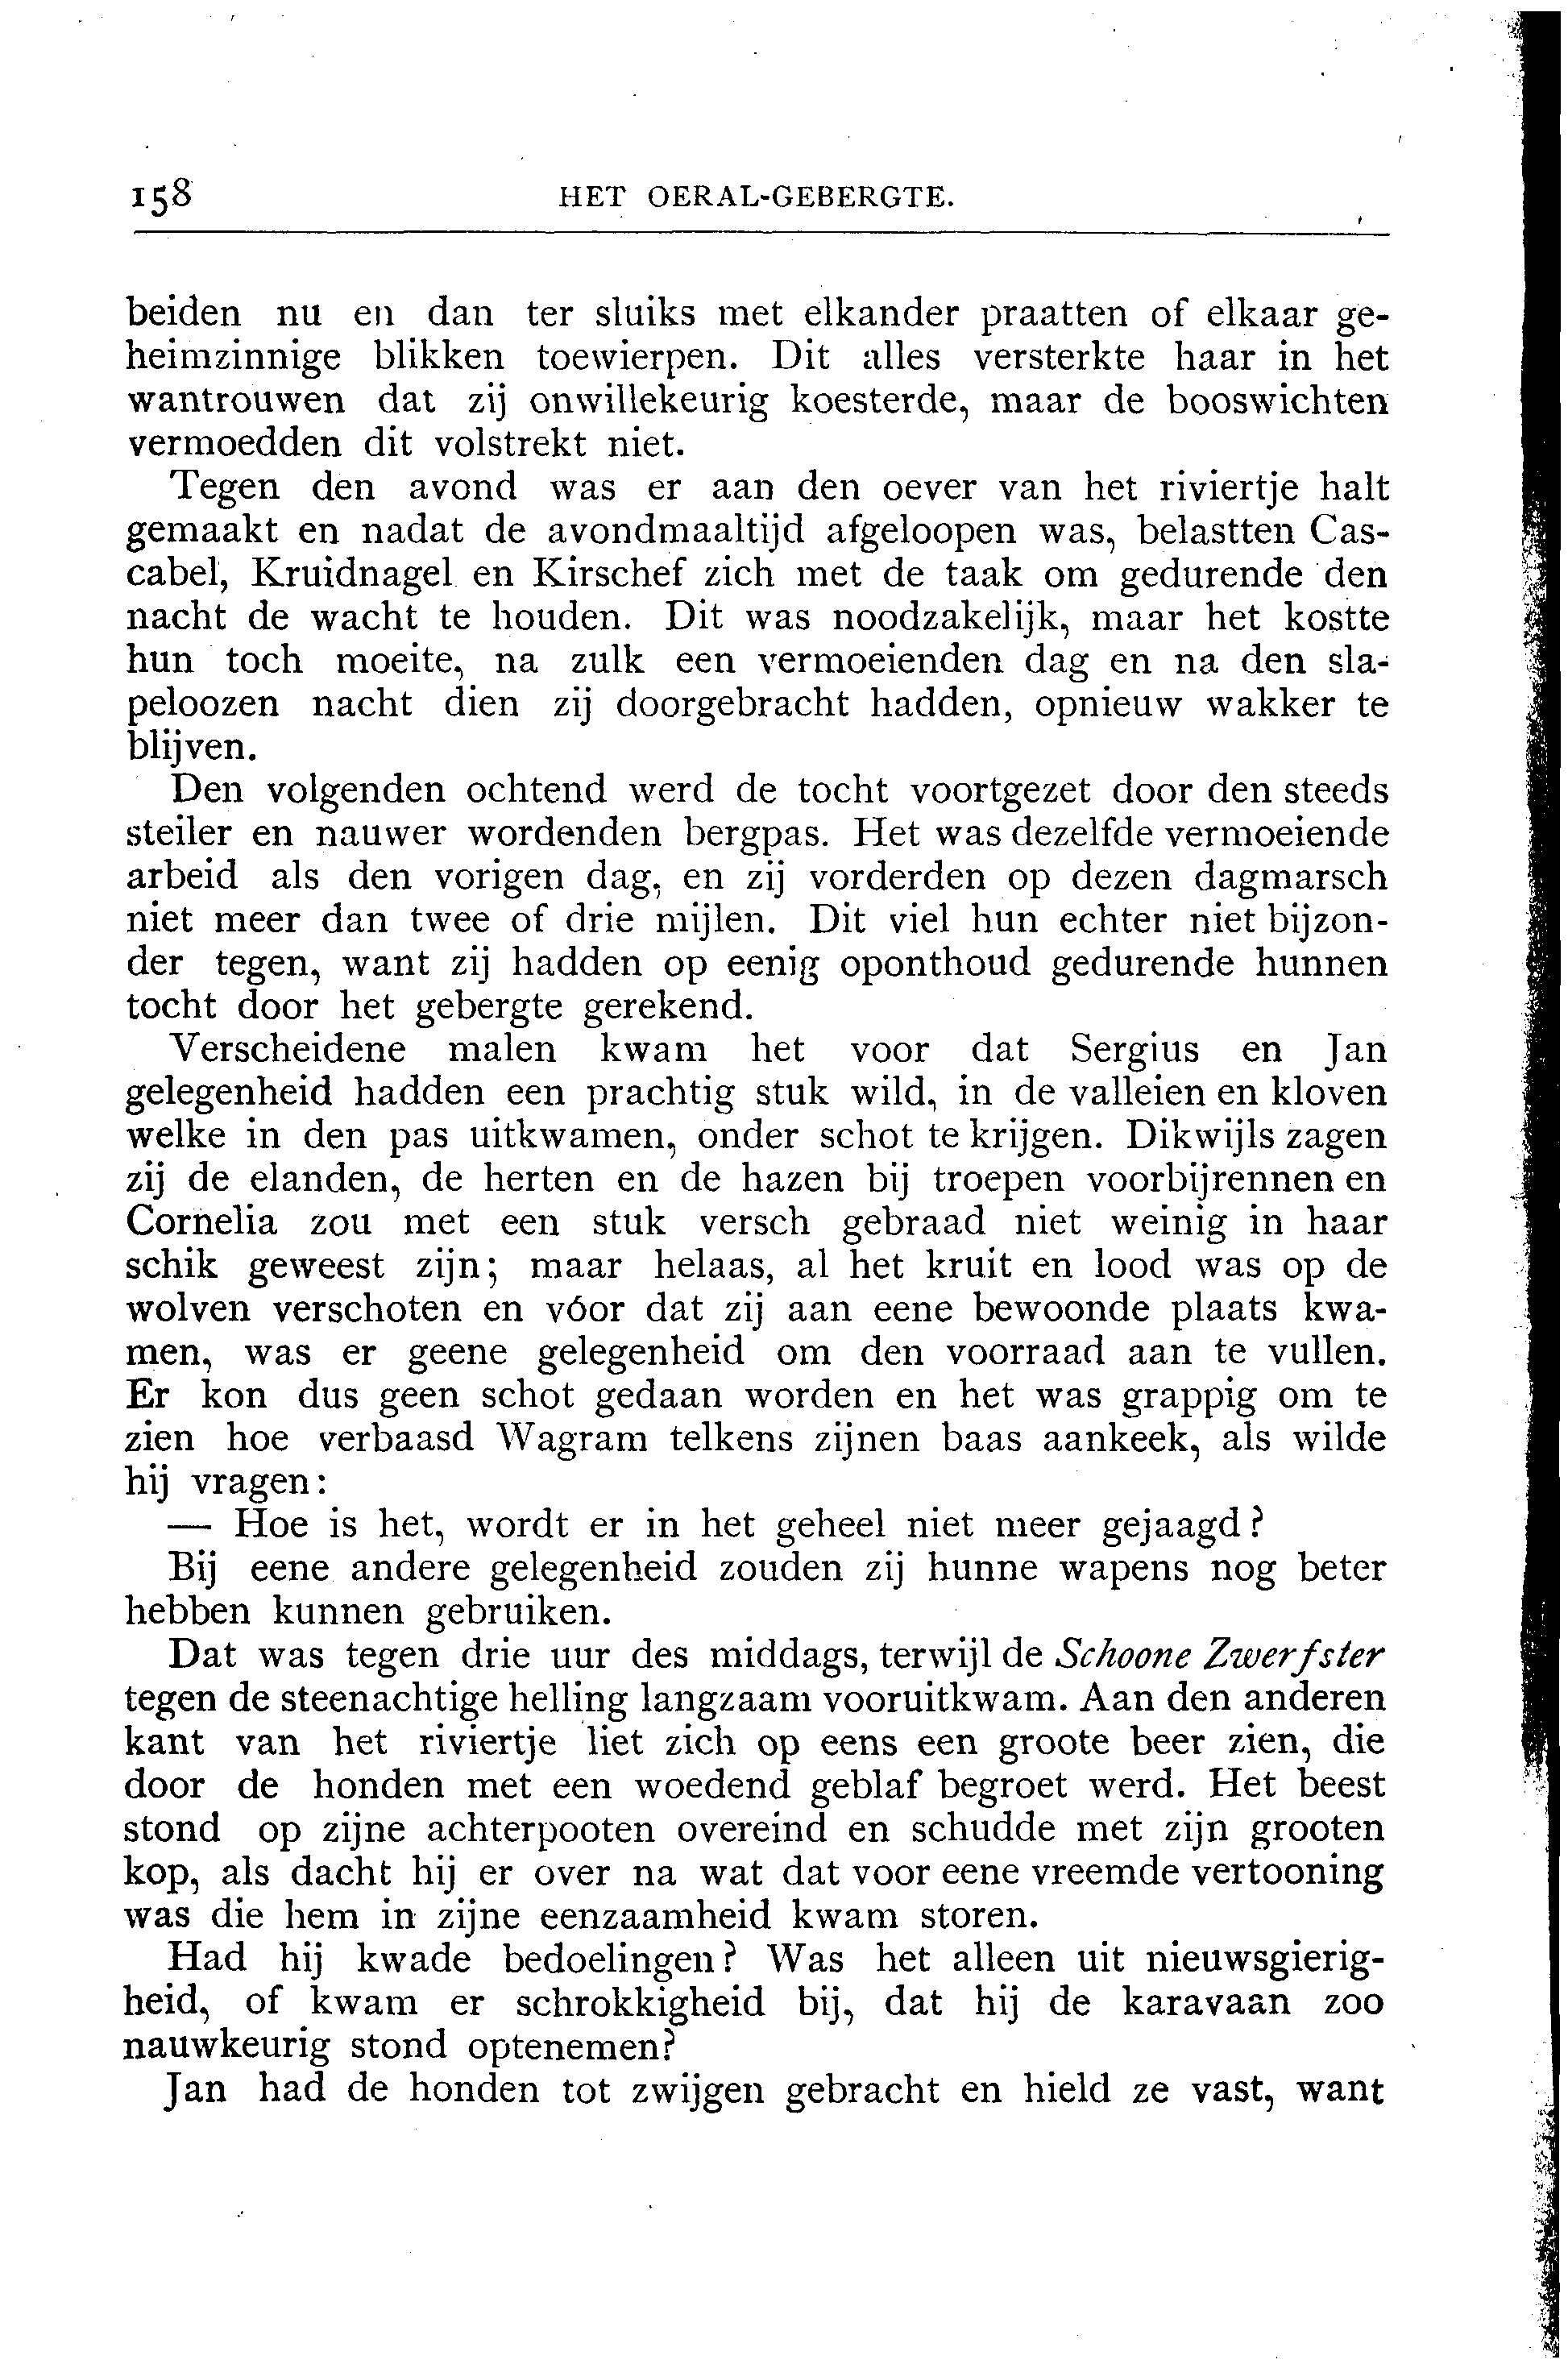 158
HET OERAL-GEBERGTE.
beiden nu en dan ter sluiks met elkander praatten of elkaar ge-
heimzinnige blikken toewierpen. Dit alles versterkte haar in het
wantrouwen dat zij onwillekeurig koesterde, maar de booswichten
vermoedden dit volstrekt niet.
Tegen den avond was er aan den oever van het riviertje halt
gemaakt en nadat de avondmaaltijd afgeloopen was, belastten Cas-
cabel, Kruidnagel en Kirschef zich met de taak om gedurende den
nacht de wacht te houden. Dit was noodzakelijk, maar het kostte
hun toch moeite, na zulk een vermoeienden dag en na den sla-
peloozen nacht dien zij doorgebracht hadden, opnieuw wakker te
blijven.
Den volgenden ochtend werd de tocht voortgezet door den steeds
steiler en nauwer wordenden bergpas. Het was dezelfde vermoeiende
arbeid als den vorigen dag, en zij vorderden op dezen dagmarsch
niet meer dan twee of drie mijlen. Dit viel hun echter niet bijzon-
der tegen, want zij hadden op eenig oponthoud gedurende hunnen
tocht door het gebergte gerekend.
Verscheidene malen kwam het voor dat Sergius en Jan
gelegenheid hadden een prachtig stuk wild, in de valleien en kloven
welke in den pas uitkwamen, onder schot te krijgen. Dikwijls zagen
zij de elanden, de herten en de hazen bij troepen voorbijrennen en
Cornelia zou met een stuk versch gebraad niet weinig in haar
schik geweest zijn; maar helaas, al het kruit en lood was op de
wolven verschoten en vóor dat zij aan eene bewoonde plaats kwa-
men, was er geene gelegenheid om den voorraad aan te vullen.
Er kon dus geen schot gedaan worden en het was grappig om te
zien hoe verbaasd Wagram telkens zijnen baas aankeek, als wilde
hij vragen:
— Hoe is het, wordt er in het geheel niet meer gejaagd?
Bij eene andere gelegenheid zouden zij hunne wapens nog beter
hebben kunnen gebruiken.
Dat was tegen drie uur des middags, terwijl de Schoone Zwerfster
tegen de steenachtige helling langzaam vooruitkwam. Aan den anderen
kant van het riviertje liet zich op eens een groote beer zien, die
door de honden met een woedend geblaf begroet werd. Het beest
stond op zijne achterpooten overeind en schudde met zijn grooten
kop, als dacht hij er over na wat dat voor eene vreemde vertooning
was die hem in zijne eenzaamheid kwam storen.
Had hij kwade bedoelingen? Was het alleen uit nieuwsgierig-
heid, of kwam er schrokkigheid bij, dat hij de karavaan zoo
nauwkeurig stond optenemen?
Jan had de honden tot zwijgen gebracht en hield ze vast, want